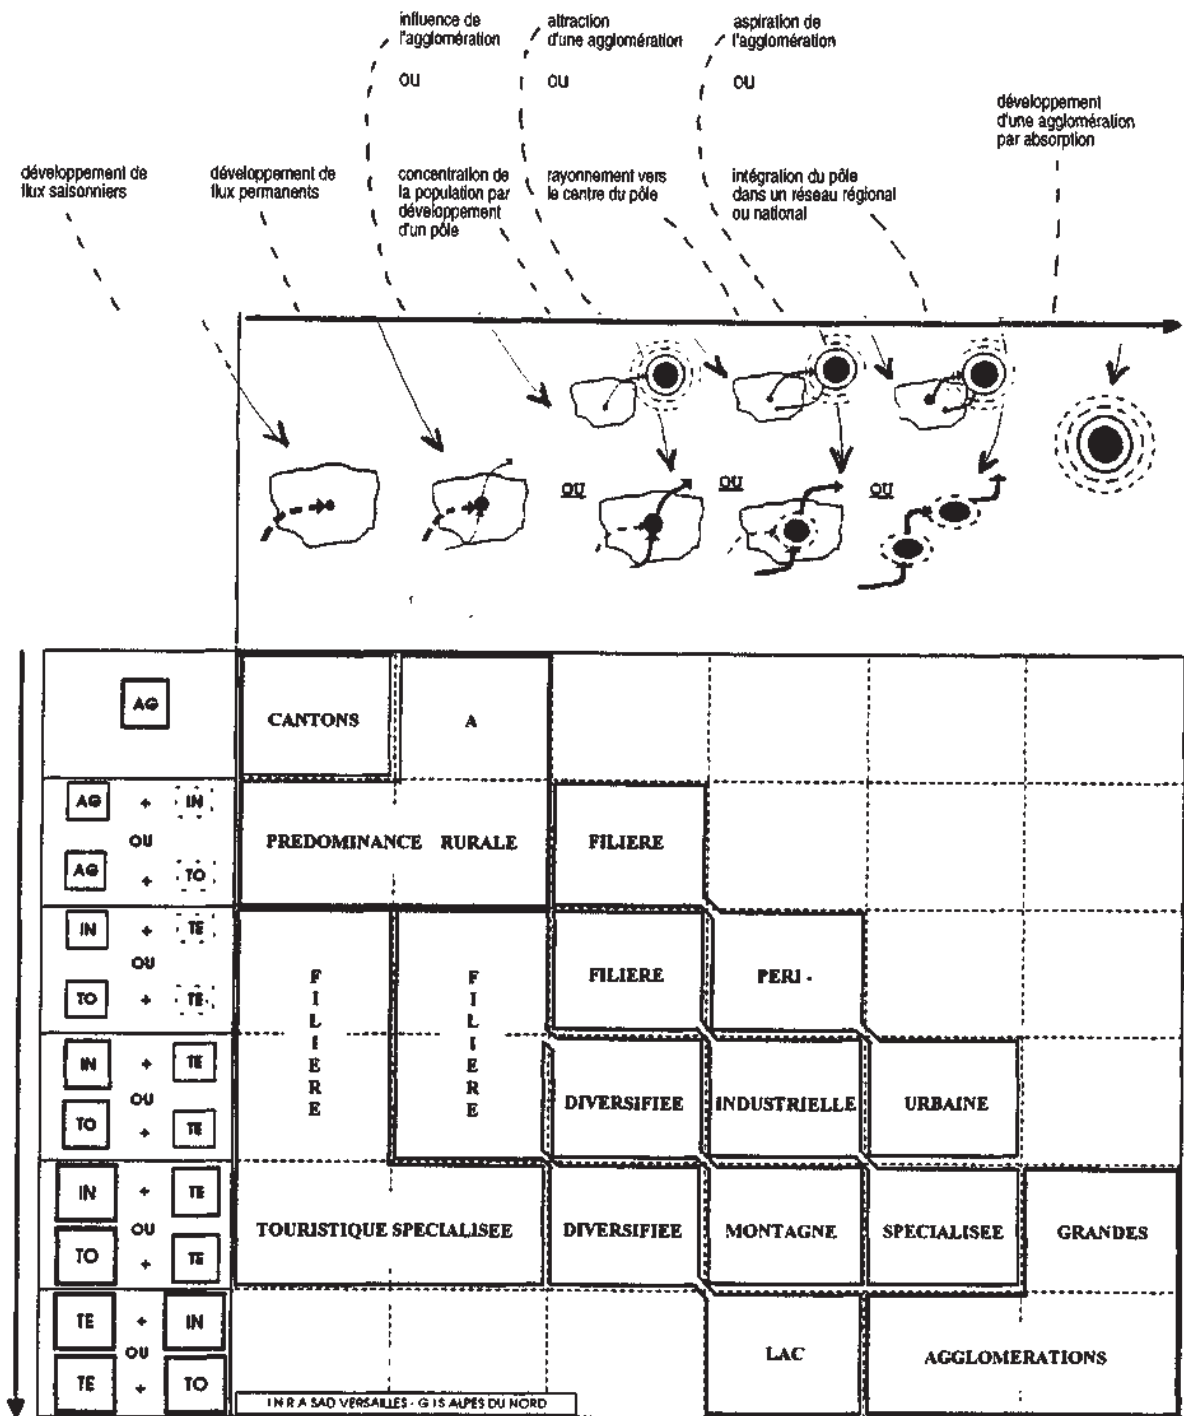 influence de
l'agglomération
OU
attraction
d'une agglomération
OU
aspiration de
l'agglomération
OU
développement
d'une agglomération
par absorption
développement de
flux saisonniers
développement de
flux permanents
concentration de
la population par
développement
d'un pôle
rayonnement vers
le centre du pôle
intégration du pôle
dans un réseau régional
ou national
OU
OU
OU
AG
CANTONS
A
AG + IN
OU
AG + TO
PREDOMINANCE RURALE
FILIERE
IN + TE
OU
TO + TE
FILIERE
FILIERE
FILIERE
PERI -
IN + TE
OU
TO + TE
DIVERSIFIEE
INDUSTRIELLE
URBAINE
IN + TE
OU
TO + TE
TOURISTIQUE SPECIALISEE
DIVERSIFIEE
MONTAGNE
SPECIALISEE
GRANDES
TE + IN
OU
TE + TO
LAC
AGGLOMERATIONS
I N R A SAD VERSAILLES - G I S ALPES DU NORD